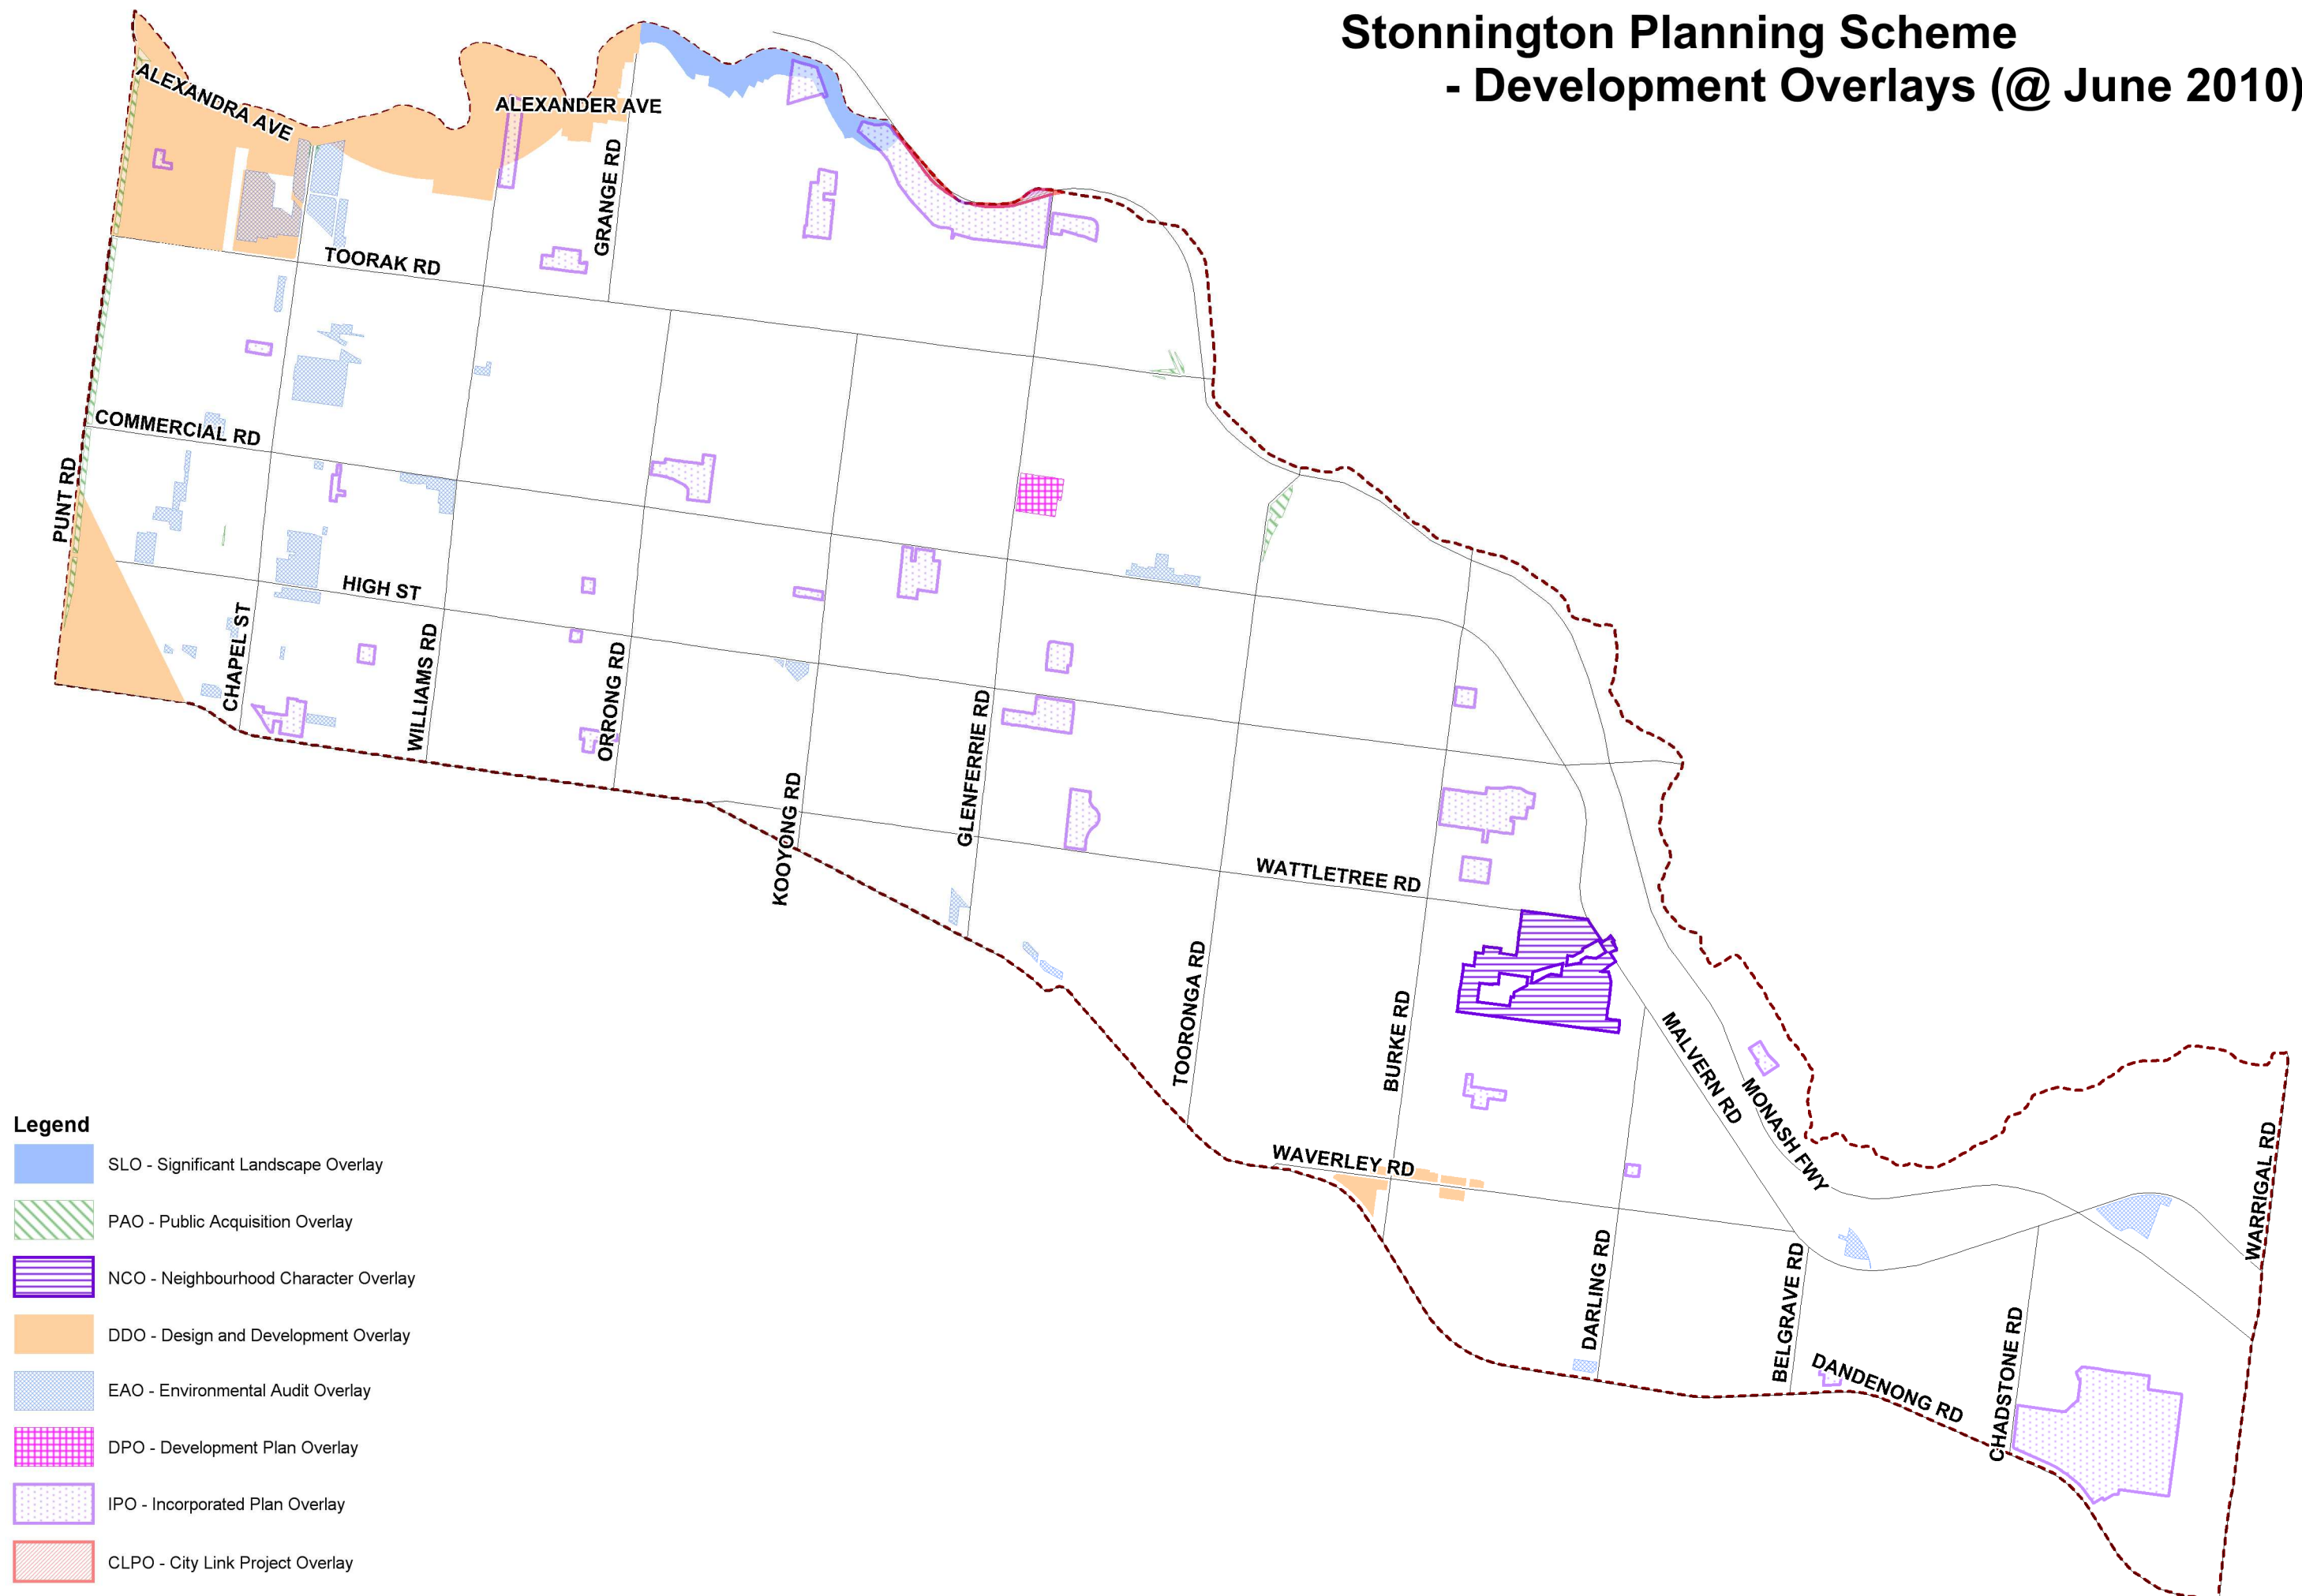 Stonnington Planning Scheme
- Development Overlays (@ June 2010)
ALEXANDRA AVE
ALEXANDER AVE
GRANGE RD
TOORAK RD
COMMERCIAL RD
PUNT RD
HIGH ST
CHAPEL ST
WILLIAMS RD
ORRONG RD
KOOYONG RD
GLENFERRIE RD
WATTLETREE RD
TOORONGA RD
BURKE RD
MALVERN RD
MONASH FWY
WAVERLEY RD
WARRIGAL RD
DARLING RD
BELGRAVE RD
DANDENONG RD
CHADSTONE RD
Legend
SLO - Significant Landscape Overlay
PAO - Public Acquisition Overlay
NCO - Neighbourhood Character Overlay
DDO - Design and Development Overlay
EAO - Environmental Audit Overlay
DPO - Development Plan Overlay
IPO - Incorporated Plan Overlay
CLPO - City Link Project Overlay